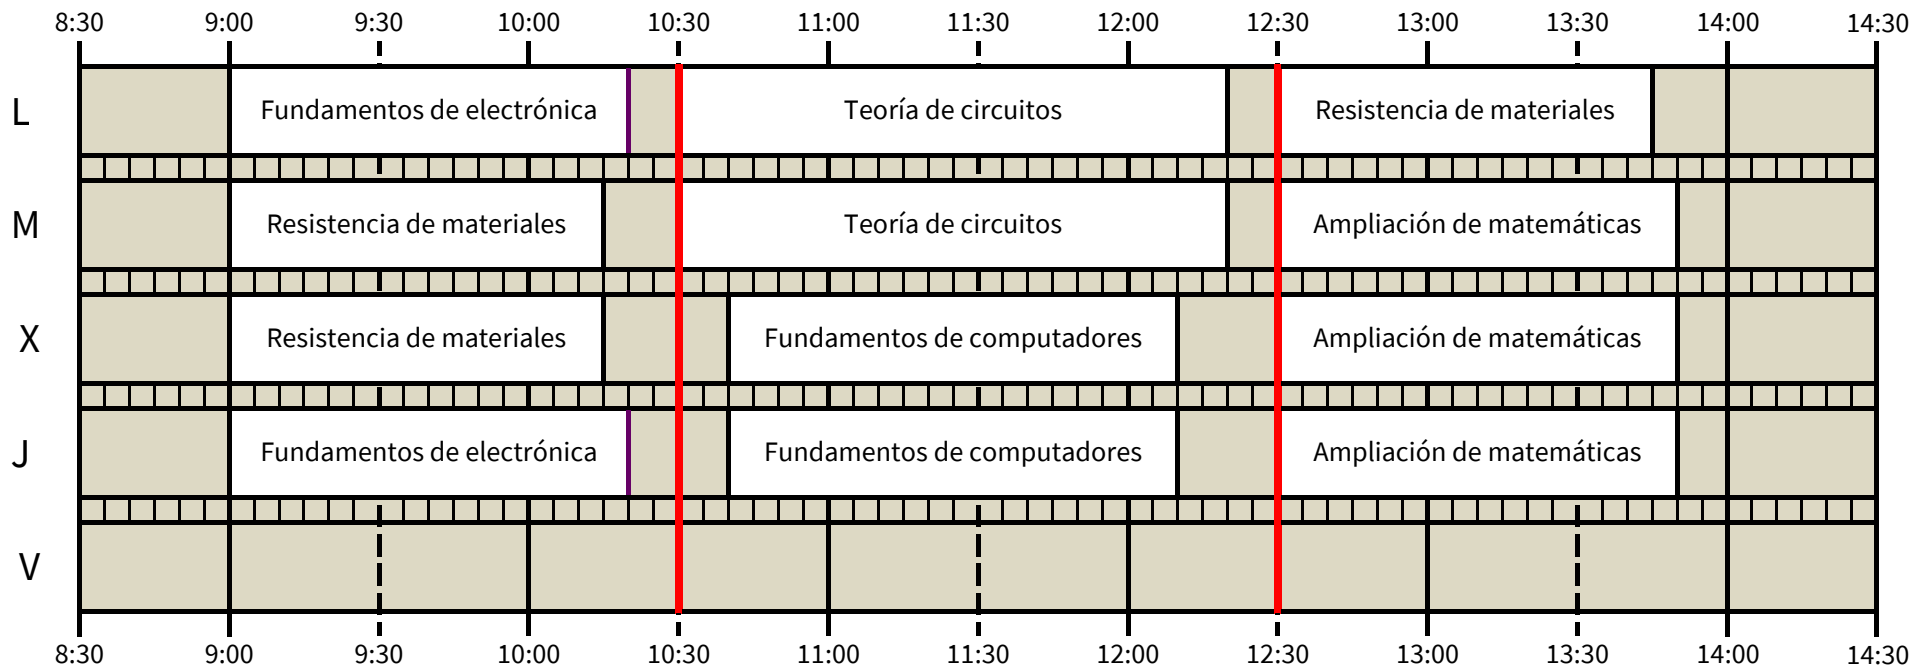 8:30 9:00 9:30 10:00 10:30 11:00 11:30 12:00 12:30 13:00 13:30 14:00 14:30
L Fundamentos de electrónica Teoría de circuitos Resistencia de materiales
M Resistencia de materiales Teoría de circuitos Ampliación de matemáticas
X Resistencia de materiales Fundamentos de computadores Ampliación de matemáticas
J Fundamentos de electrónica Fundamentos de computadores Ampliación de matemáticas
V
8:30 9:00 9:30 10:00 10:30 11:00 11:30 12:00 12:30 13:00 13:30 14:00 14:30